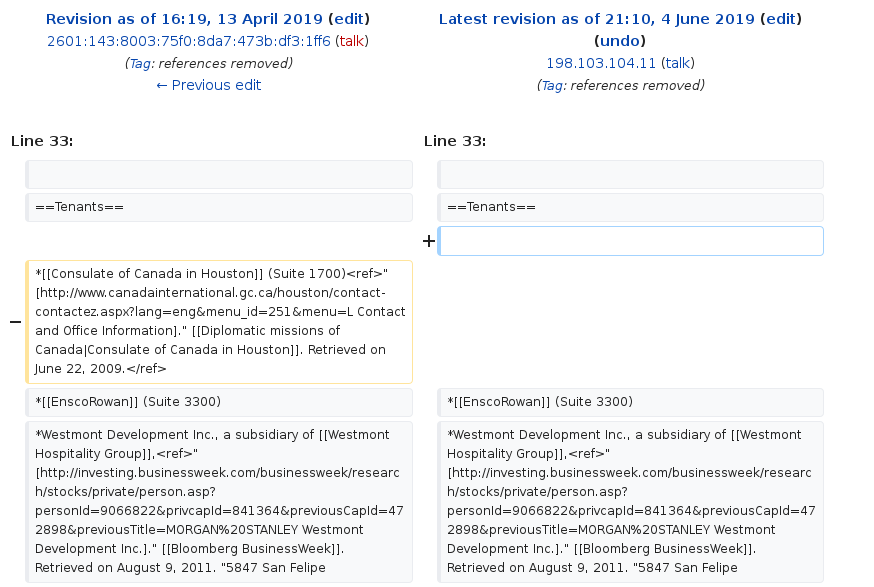 Revision as of 16:19, 13 April 2019 (edit)
2601:143:8003:75f0:8da7:473b:df3:1ff6 (talk)
(Tag: references removed)
← Previous edit
Latest revision as of 21:10, 4 June 2019 (edit)
(undo)
198.103.104.11 (talk)
(Tag: references removed)
Line 33:
Line 33:
==Tenants==
==Tenants==
+
−
*[[Consulate of Canada in Houston]] (Suite 1700)<ref>"
[http://www.canadainternational.gc.ca/houston/contact-
contactez.aspx?lang=eng&menu_id=251&menu=L Contact
and Office Information]." [[Diplomatic missions of
Canada|Consulate of Canada in Houston]]. Retrieved on
June 22, 2009.</ref>
*[[EnscoRowan]] (Suite 3300)
*[[EnscoRowan]] (Suite 3300)
*Westmont Development Inc., a subsidiary of [[Westmont
Hospitality Group]],<ref>"
[http://investing.businessweek.com/businessweek/researc
h/stocks/private/person.asp?
personId=9066822&privcapId=841364&previousCapId=47
2898&previousTitle=MORGAN%20STANLEY Westmont
Development Inc.]." [[Bloomberg BusinessWeek]].
Retrieved on August 9, 2011. "5847 San Felipe
*Westmont Development Inc., a subsidiary of [[Westmont
Hospitality Group]],<ref>"
[http://investing.businessweek.com/businessweek/researc
h/stocks/private/person.asp?
personId=9066822&privcapId=841364&previousCapId=47
2898&previousTitle=MORGAN%20STANLEY Westmont
Development Inc.]." [[Bloomberg BusinessWeek]].
Retrieved on August 9, 2011. "5847 San Felipe